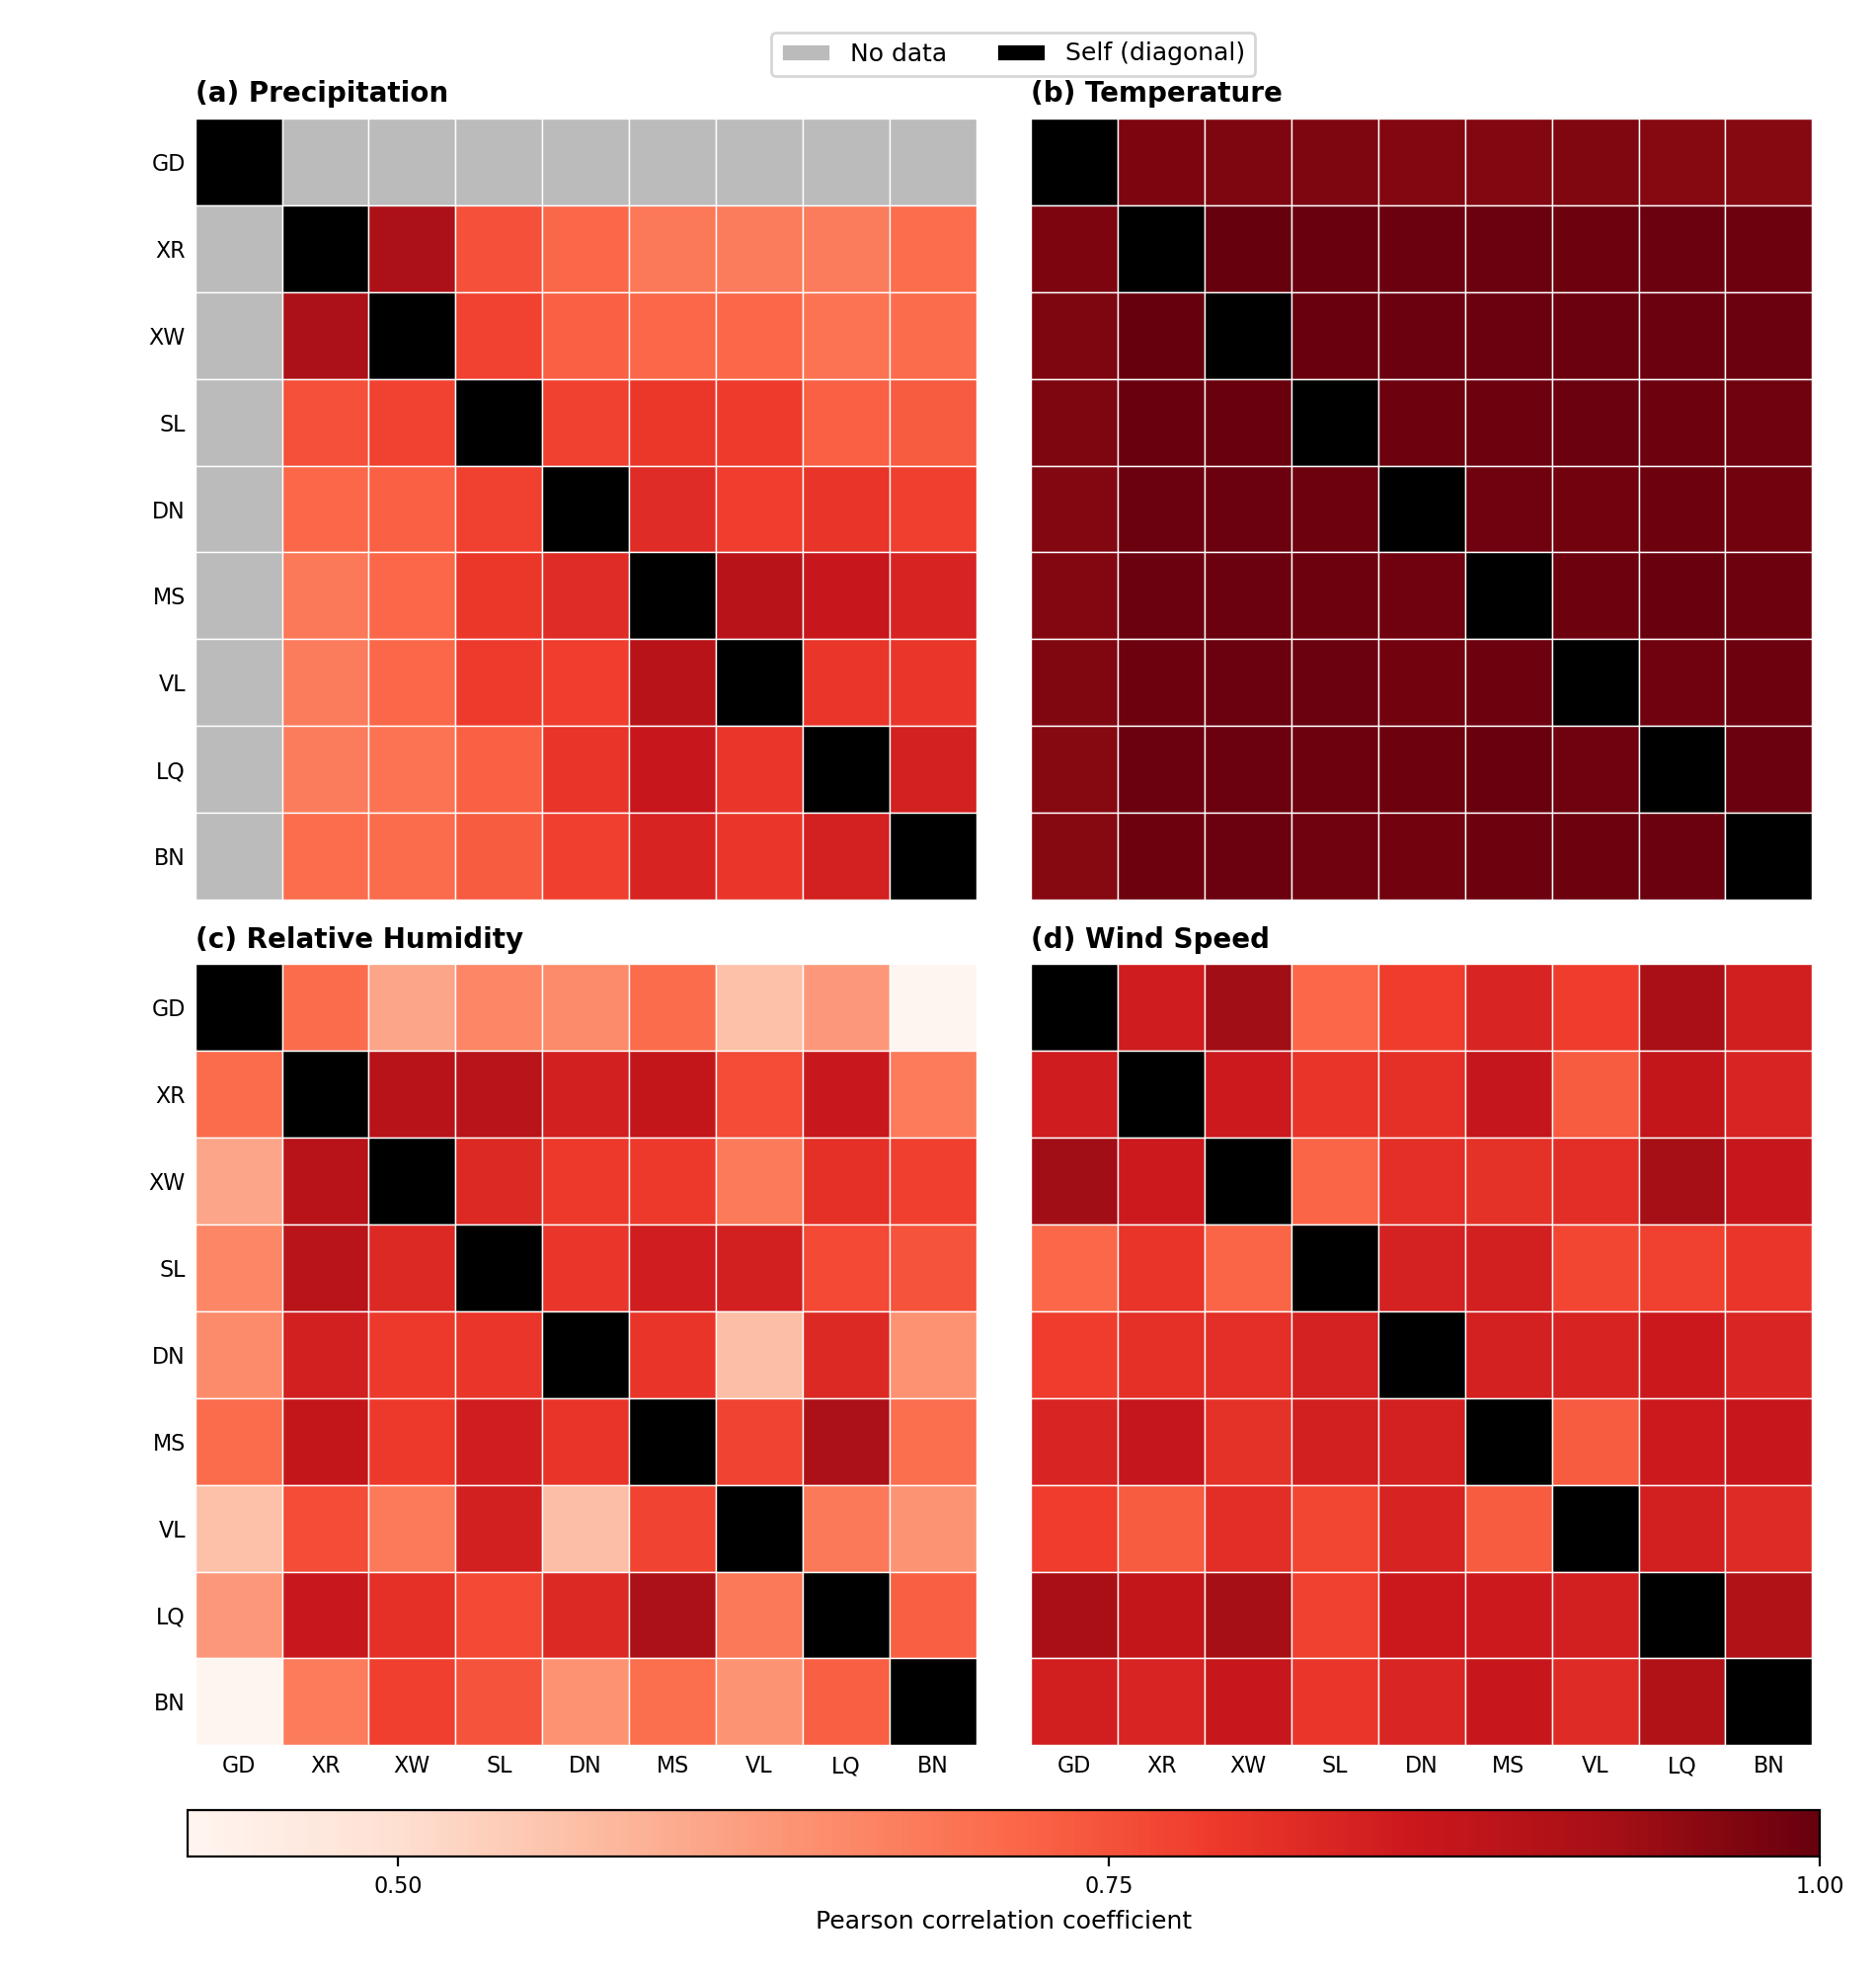 No data Self (diagonal)
(a) Precipitation
(b) Temperature
GD
XR
XW
SL
DN
MS
VL
LQ
BN
(c) Relative Humidity
(d) Wind Speed
GD
XR
XW
SL
DN
MS
VL
LQ
BN
GD XR XW SL DN MS VL LQ BN
GD XR XW SL DN MS VL LQ BN
0.50 0.75 1.00
Pearson correlation coefficient